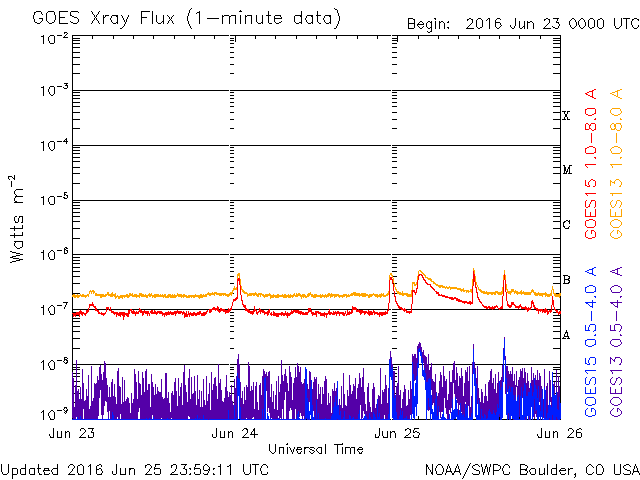 GOES Xray Flux (1-minute data)
Begin: 2016 Jun 23 0000 UTC
10⁻²
10⁻³
10⁻⁴
10⁻⁵
10⁻⁶
10⁻⁷
10⁻⁸
10⁻⁹
Watts m⁻²
X
M
C
B
A
GOES15 1.0-8.0 A
GOES13 1.0-8.0 A
GOES15 0.5-4.0 A
GOES13 0.5-4.0 A
Jun 23
Jun 24
Jun 25
Jun 26
Universal Time
Updated 2016 Jun 25 23:59:11 UTC
NOAA/SWPC Boulder, CO USA